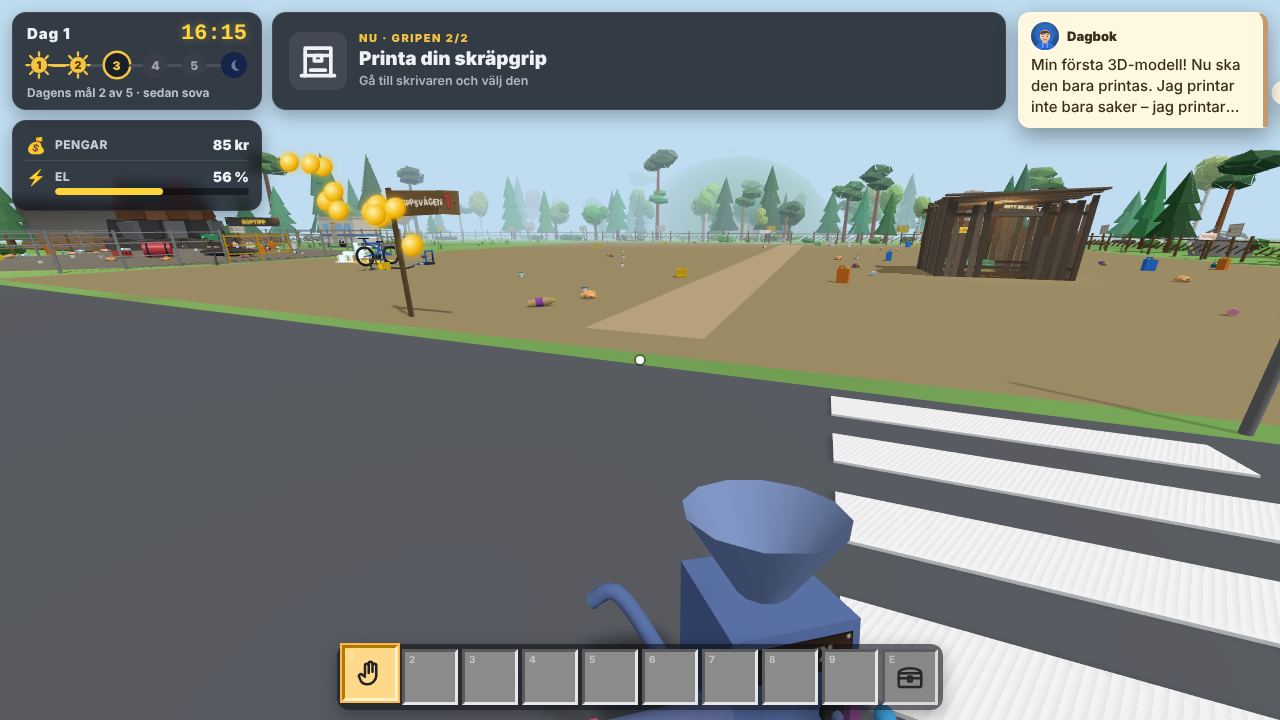 Dag 1
16:15
1 2 3 4 5
Dagens mål 2 av 5 · sedan sova
PENGAR
85 kr
EL
56 %
NU · GRIPEN 2/2
Printa din skräpgrip
Gå till skrivaren och välj den
Dagbok
Min första 3D-modell! Nu ska
den bara printas. Jag printar
inte bara saker – jag printar...
1 2 3 4 5 6 7 8 9 E